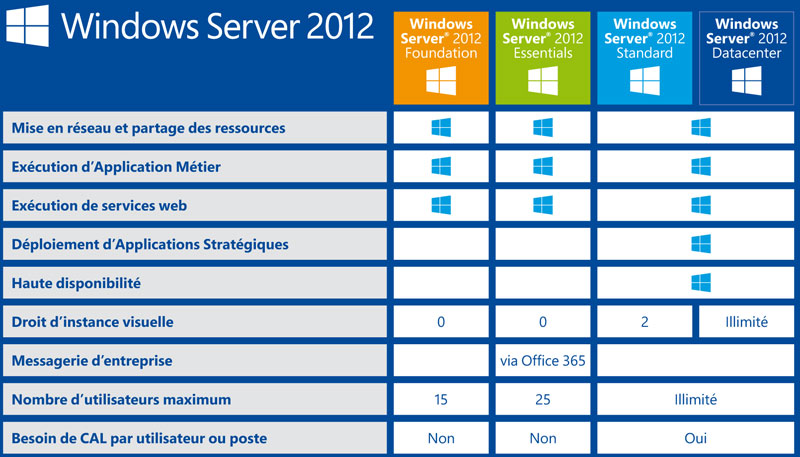 Windows Server 2012
Windows Server® 2012 Foundation
Windows Server® 2012 Essentials
Windows Server® 2012 Standard
Windows Server® 2012 Datacenter
Mise en réseau et partage des ressources
Exécution d'Application Métier
Exécution de services web
Déploiement d'Applications Stratégiques
Haute disponibilité
Droit d'instance visuelle 0 0 2 Illimité
Messagerie d'entreprise via Office 365
Nombre d'utilisateurs maximum 15 25 Illimité
Besoin de CAL par utilisateur ou poste Non Non Oui